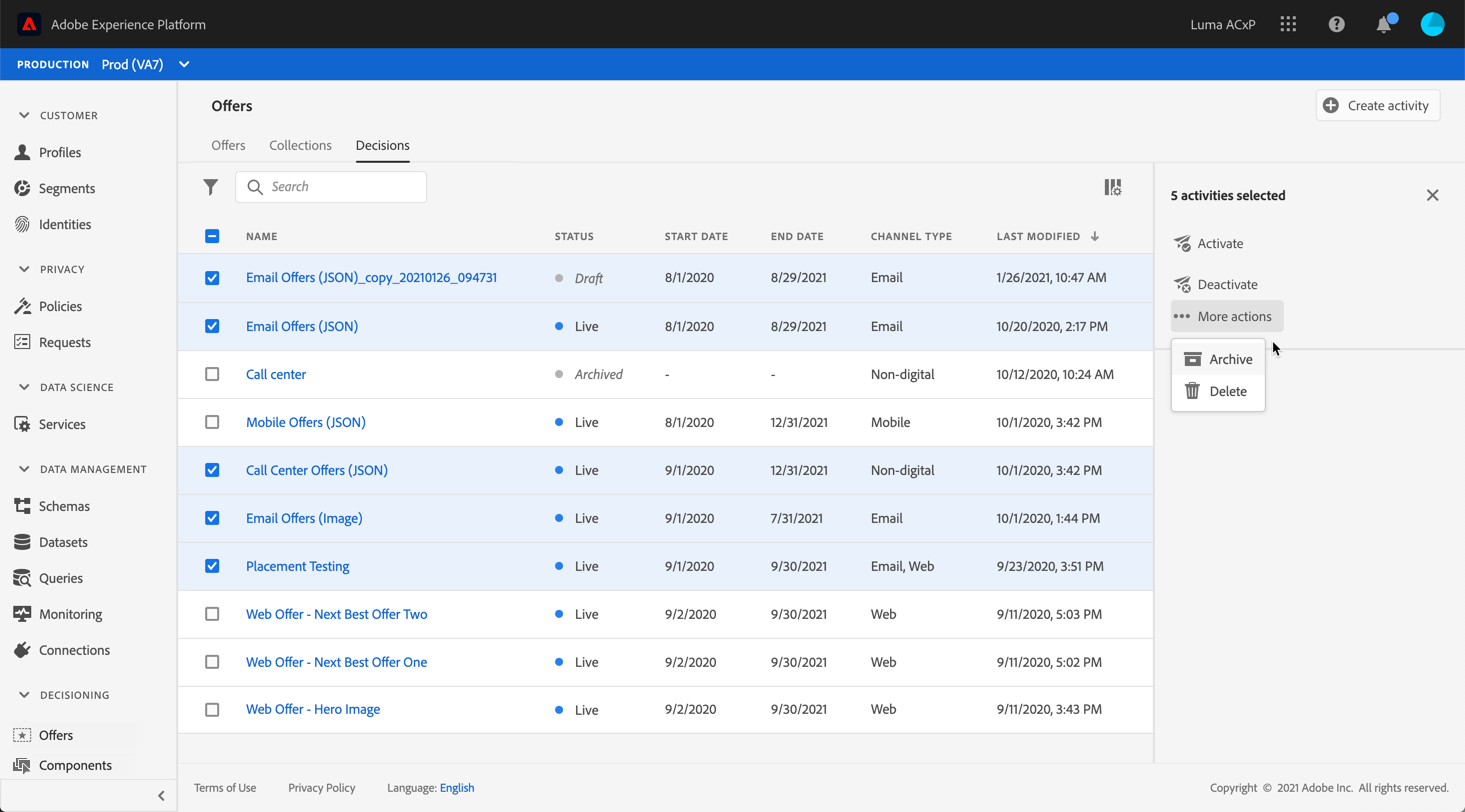 Adobe Experience Platform
Luma ACxP
PRODUCTION Prod (VA7)
CUSTOMER
Profiles
Segments
Identities
PRIVACY
Policies
Requests
DATA SCIENCE
Services
DATA MANAGEMENT
Schemas
Datasets
Queries
Monitoring
Connections
DECISIONING
Offers
Components
Offers
Create activity
Offers Collections Decisions
Search
NAME STATUS START DATE END DATE CHANNEL TYPE LAST MODIFIED
Email Offers (JSON)_copy_20210126_094731 Draft 8/1/2020 8/29/2021 Email 1/26/2021, 10:47 AM
Email Offers (JSON) Live 8/1/2020 8/29/2021 Email 10/20/2020, 2:17 PM
Call center Archived - - Non-digital 10/12/2020, 10:24 AM
Mobile Offers (JSON) Live 8/1/2020 12/31/2021 Mobile 10/1/2020, 3:42 PM
Call Center Offers (JSON) Live 9/1/2020 12/31/2021 Non-digital 10/1/2020, 3:42 PM
Email Offers (Image) Live 9/1/2020 7/31/2021 Email 10/1/2020, 1:44 PM
Placement Testing Live 9/1/2020 9/30/2021 Email, Web 9/23/2020, 3:51 PM
Web Offer - Next Best Offer Two Live 9/2/2020 9/30/2021 Web 9/11/2020, 5:03 PM
Web Offer - Next Best Offer One Live 9/2/2020 9/30/2021 Web 9/11/2020, 5:02 PM
Web Offer - Hero Image Live 9/2/2020 9/30/2021 Web 9/11/2020, 3:43 PM
5 activities selected
Activate
Deactivate
More actions
Archive
Delete
Terms of Use Privacy Policy Language: English Copyright © 2021 Adobe Inc. All rights reserved.